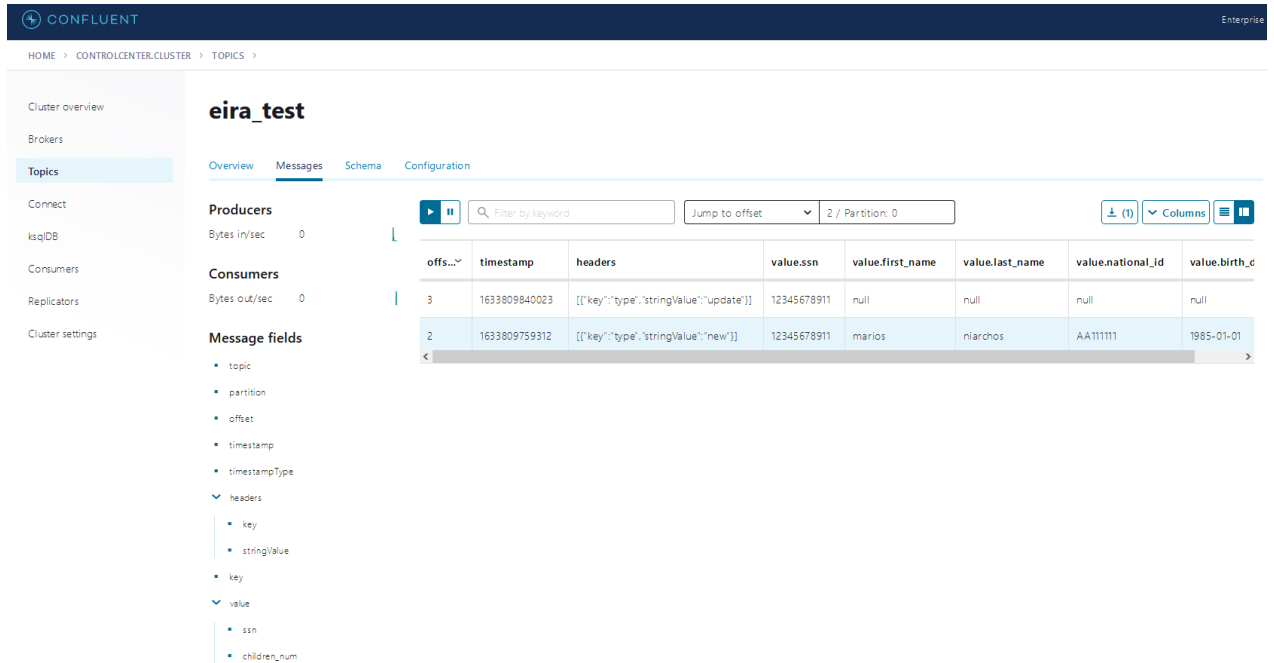 CONFLUENT
Enterprise
HOME > CONTROLCENTER.CLUSTER > TOPICS >
Cluster overview
Brokers
Topics
Connect
ksqlDB
Consumers
Replicators
Cluster settings
eira_test
Overview Messages Schema Configuration
Producers
Bytes in/sec 0
Consumers
Bytes out/sec 0
Message fields
topic
partition
offset
timestamp
timestampType
headers
key
stringValue
key
value
ssn
children_num
Filter by keyword Jump to offset 2 / Partition: 0 (1) Columns
offs... timestamp headers value.ssn value.first_name value.last_name value.national_id value.birth_d
3 1633809840023 [{"key":"type","stringValue":"update"}] 12345678911 null null null null
2 1633809759312 [{"key":"type","stringValue":"new"}] 12345678911 marios niarchos AA111111 1985-01-01